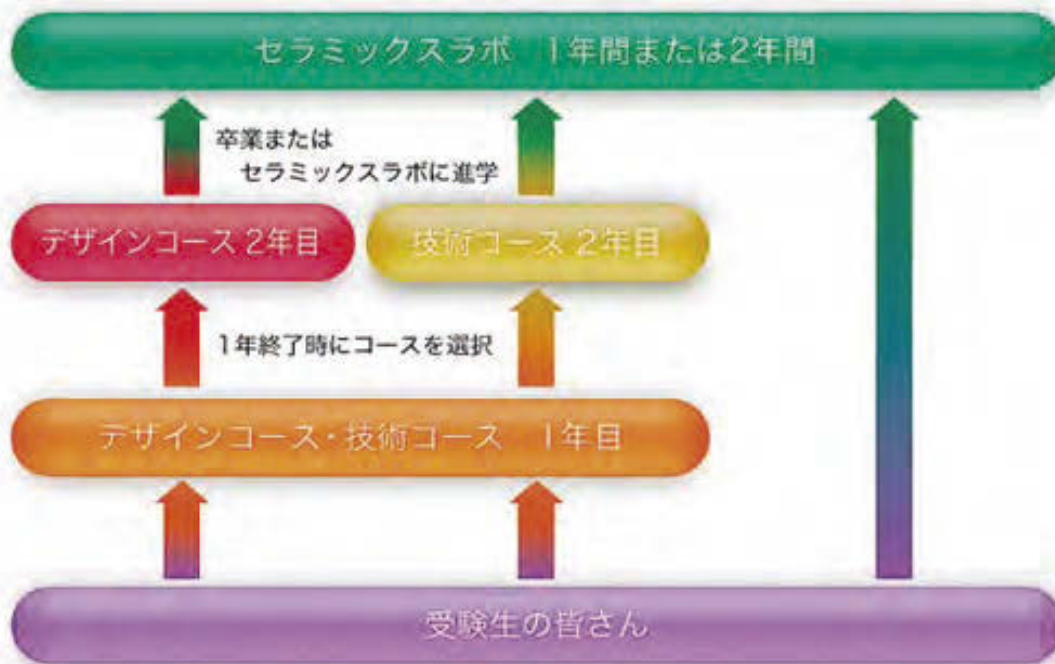 セラミックスラボ　1年間または2年間
卒業または
セラミックスラボに進学
デザインコース 2年目
技術コース 2年目
1年終了時にコースを選択
デザインコース・技術コース　1年目
受験生の皆さん